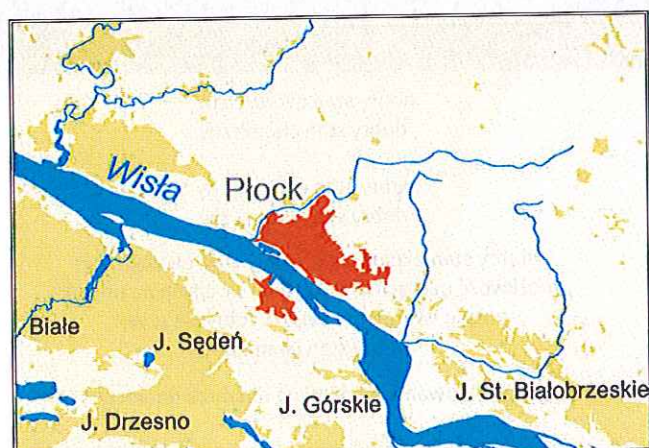 Wisła
Płock
Białe
J. Sędeń
J. Górskie
J. St. Białobrzeskie
J. Drzesno